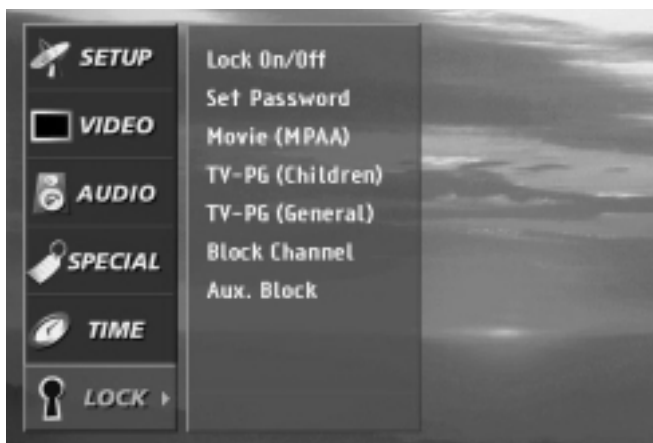 SETUP
VIDEO
AUDIO
SPECIAL
TIME
LOCK
Lock On/Off
Set Password
Movie (MPAA)
TV-PG (Children)
TV-PG (General)
Block Channel
Aux. Block